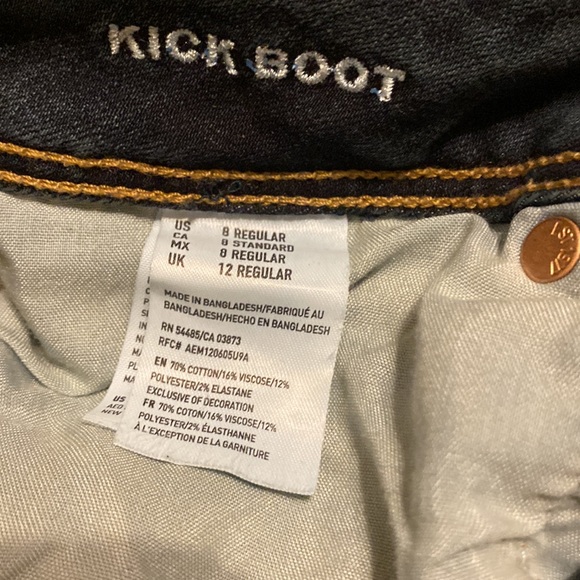 KICK BOOT
US 8 REGULAR
CA 8 STANDARD
MX 8 REGULAR
UK 12 REGULAR
MADE IN BANGLADESH/FABRIQUÉ AU
BANGLADESH/HECHO EN BANGLADESH
RN 54485/CA 03873
RFC# AEM120605U9A
EN 70% COTTON/16% VISCOSE/12%
POLYESTER/2% ELASTANE
EXCLUSIVE OF DECORATION
FR 70% COTON/16% VISCOSE/12%
POLYESTER/2% ÉLASTHANNE
À L'EXCEPTION DE LA GARNITURE
US
NEW